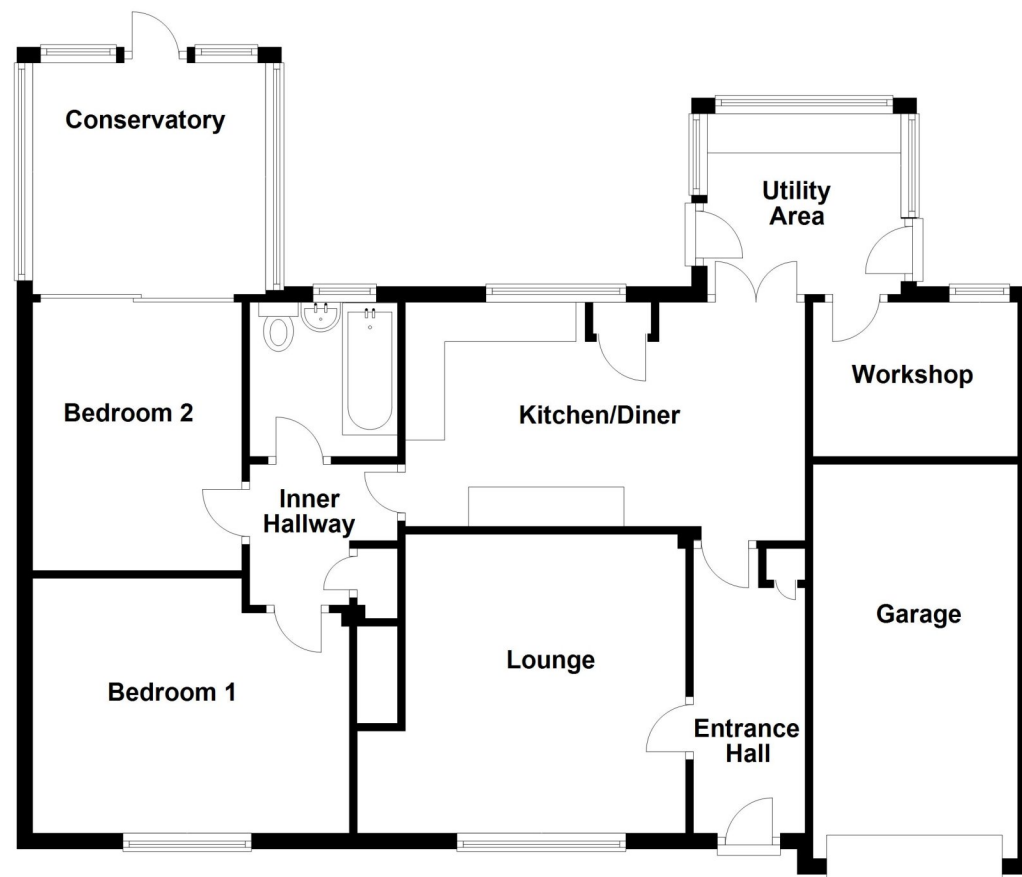 Conservatory
Utility
Area
Workshop
Bedroom 2
Kitchen/Diner
Inner
Hallway
Garage
Lounge
Bedroom 1
Entrance
Hall